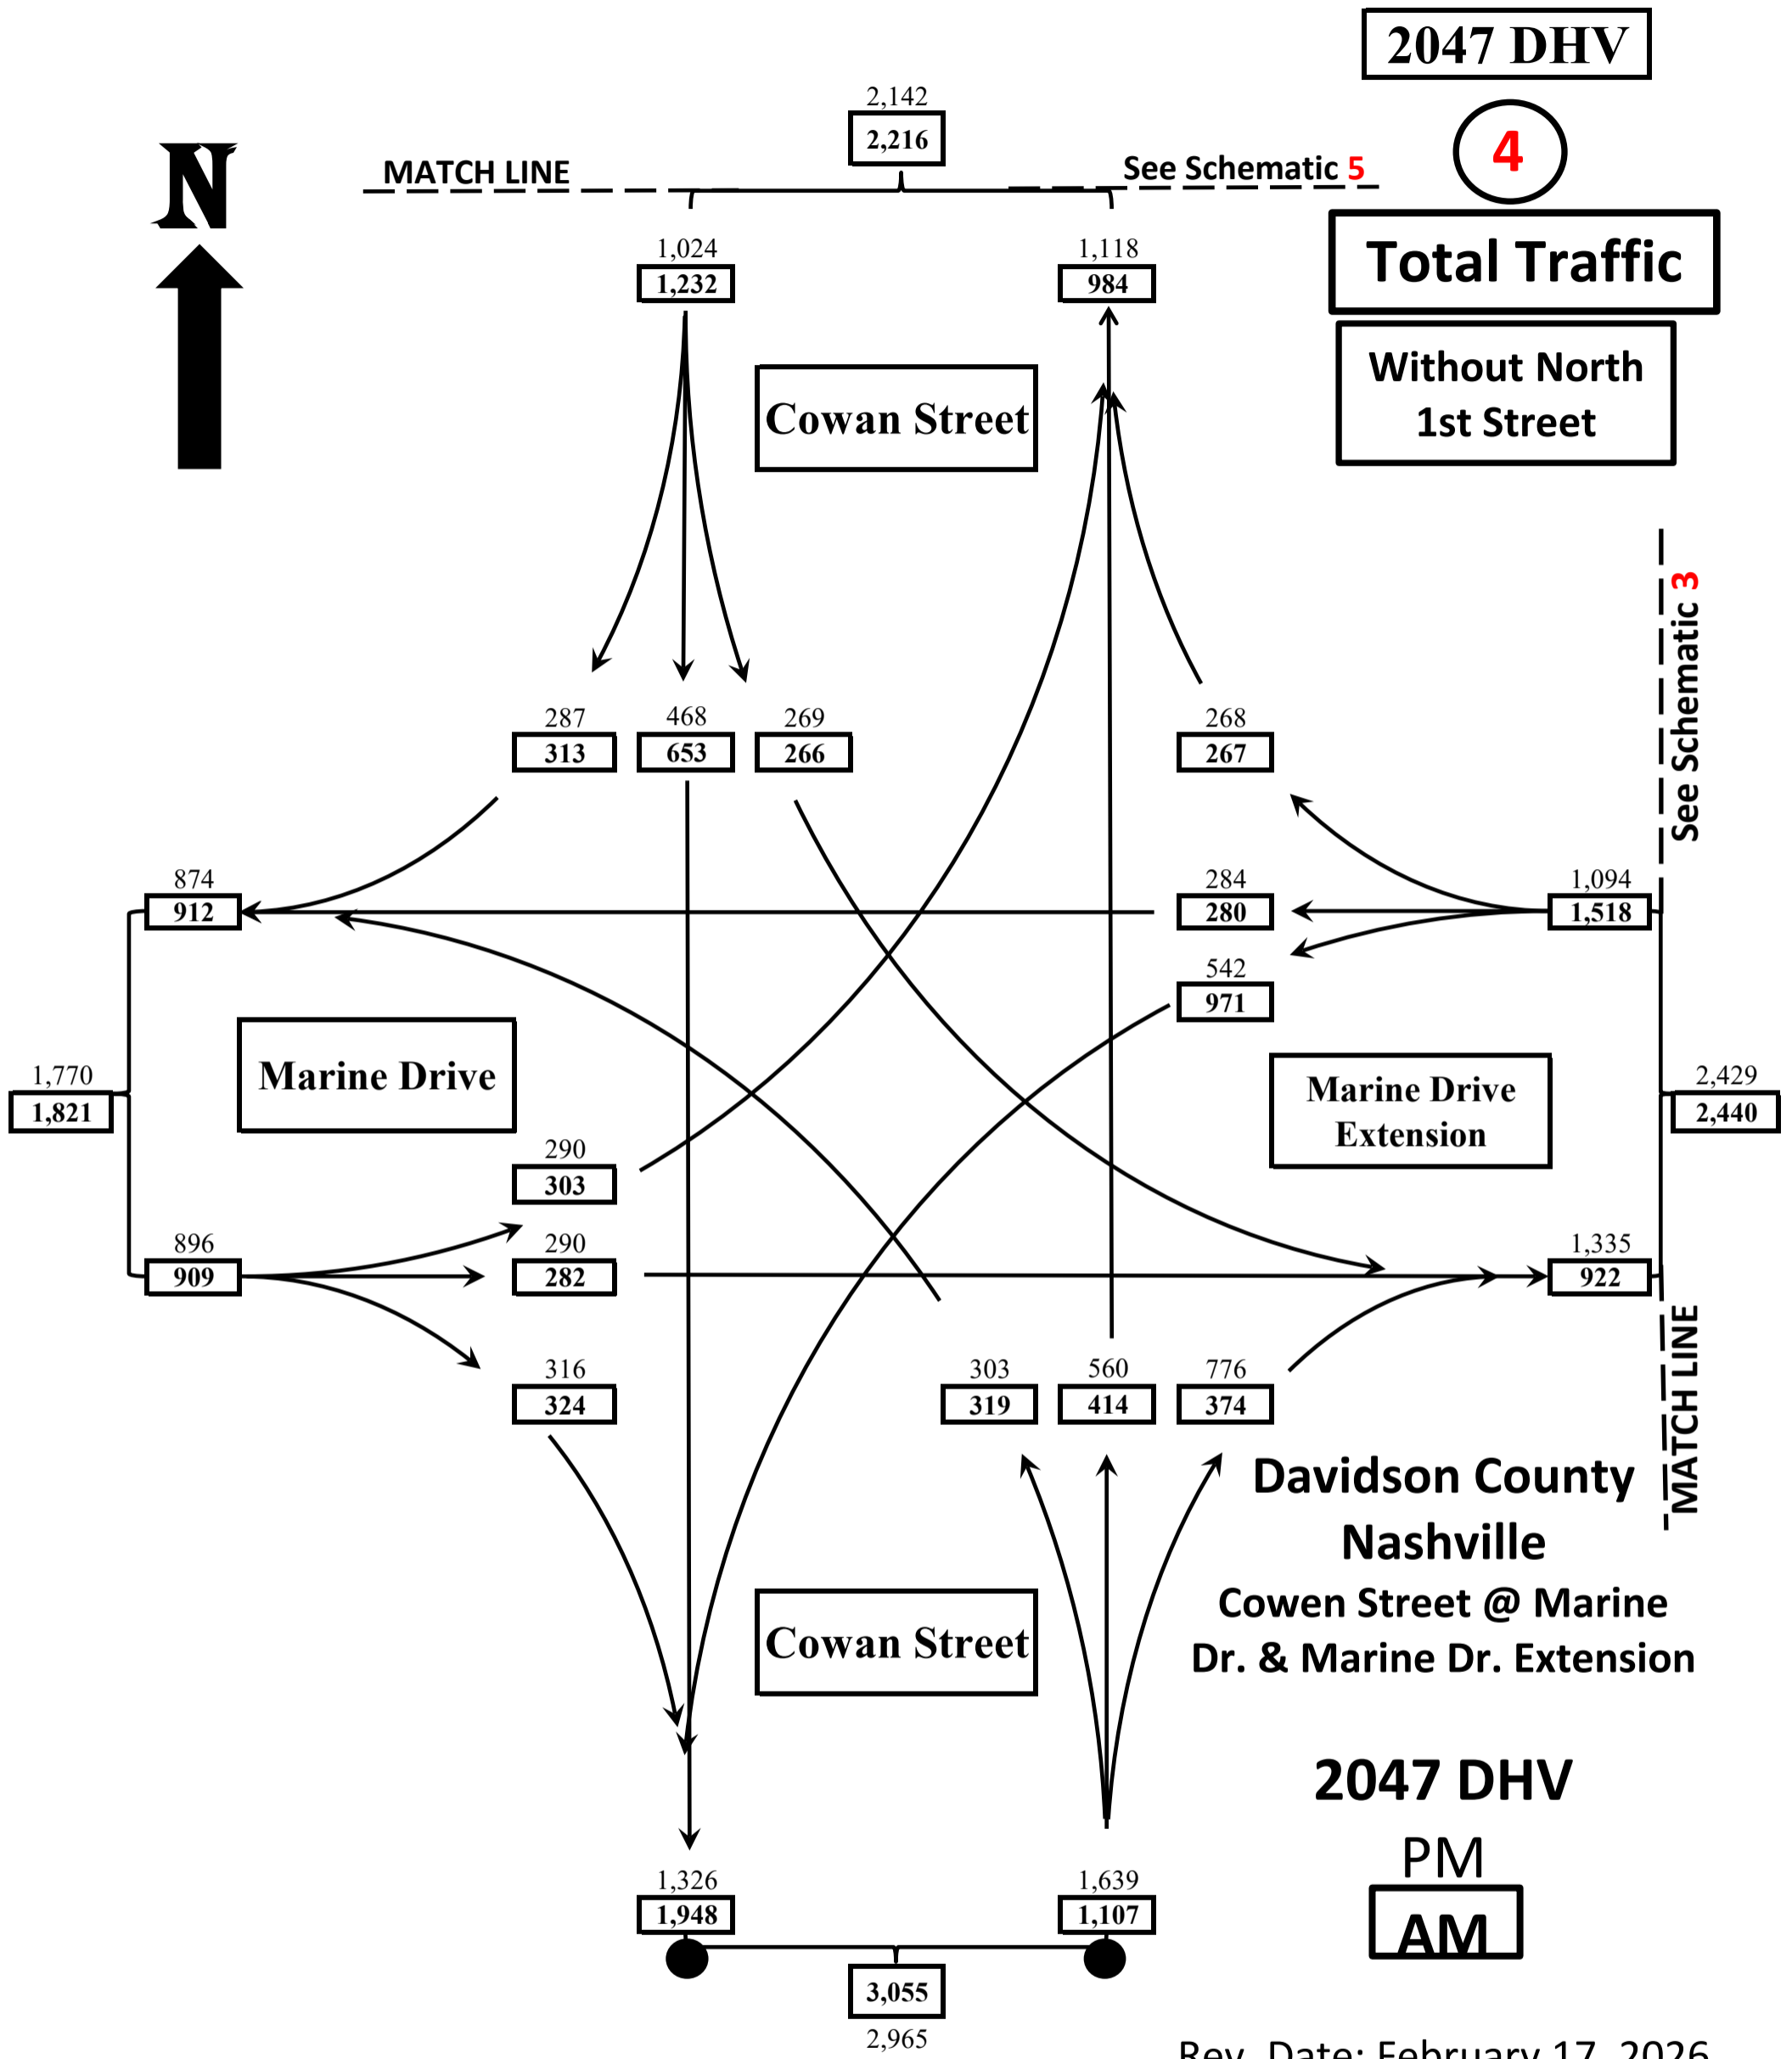 2047 DHV
2,142
2,216
4
N
MATCH LINE
See Schematic 5
1,024
1,118
1,232
984
Total Traffic
Without North
1st Street
Cowan Street
See Schematic 3
287
468
269
268
313
653
266
267
874
284
1,094
912
280
1,518
542
971
Marine Drive
Marine Drive
Extension
1,770
2,429
1,821
2,440
290
303
896
290
1,335
909
282
922
316
303
560
776
324
319
414
374
MATCH LINE
Davidson County
Nashville
Cowen Street @ Marine
Dr. & Marine Dr. Extension
Cowan Street
2047 DHV
PM
AM
1,326
1,639
1,948
1,107
3,055
2,965
Rev. Date: February 17, 2026